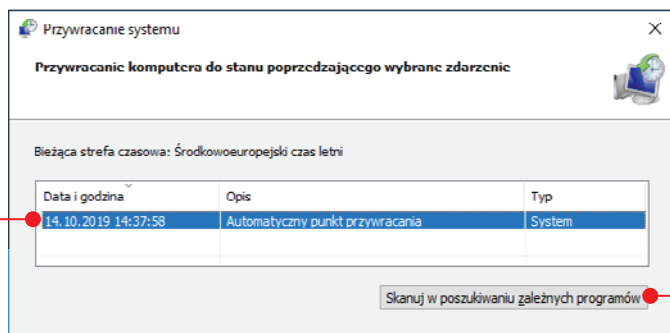 Przywracanie systemu
Przywracanie komputera do stanu poprzedzającego wybrane zdarzenie
Bieżąca strefa czasowa: Środkowoeuropejski czas letni
Data i godzina Opis Typ
14.10.2019 14:37:58 Automatyczny punkt przywracania System
Skanuj w poszukiwaniu zależnych programów